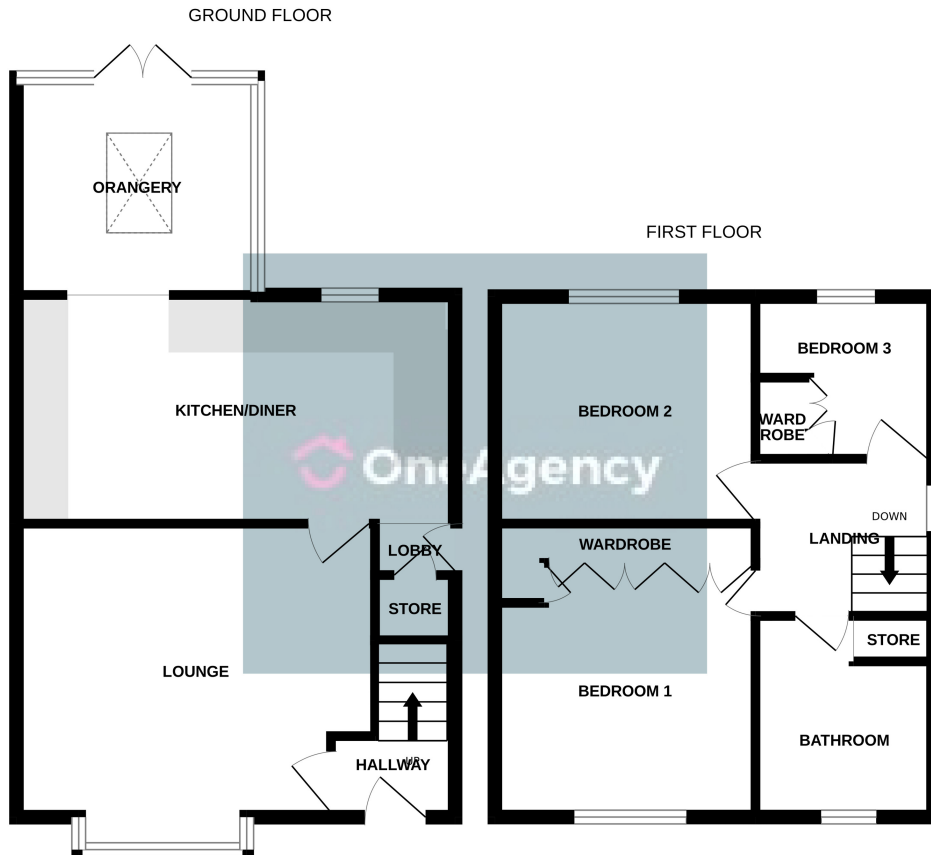 GROUND FLOOR
ORANGERY
KITCHEN/DINER
LOBBY
STORE
LOUNGE
HALLWAY
UP
FIRST FLOOR
BEDROOM 3
BEDROOM 2
WARD
ROBE
OneAgency
DOWN
LANDING
WARDROBE
STORE
BEDROOM 1
BATHROOM